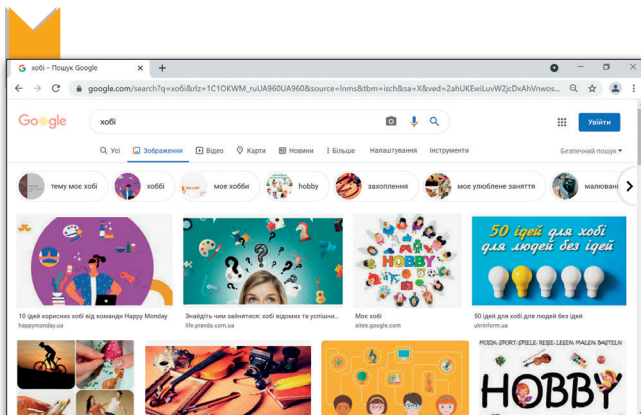 хобі – Пошук Google
google.com/search?q=хобі&rlz=1C1OKWM_ruUA960UA960&source=lnms&tbm=isch&sa=X&ved=2ahUKEwiLuvW2jcDxAhVnwos...
Google
хобі
Увійти
Усі Зображення Відео Карти Новини Більше Налаштування Інструменти Безпечний пошук
тему моє хобі
хоббі
мое хобби
hobby
захоплення
моє улюблене заняття
малюван
HOBBY
50 ідей для хобі
для людей без ідей
10 ідей корисних хобі від команди Happy Monday
happymonday.ua
Знайдіть чим зайнятися: хобі відомих та успішни...
life.pravda.com.ua
Моє хобі
sites.google.com
50 ідей для хобі для людей без ідей
ukrinform.ua
MUSIK·SPORT·SPIELE·REISE·LESEN·MALEN·BASTELN
HOBBY